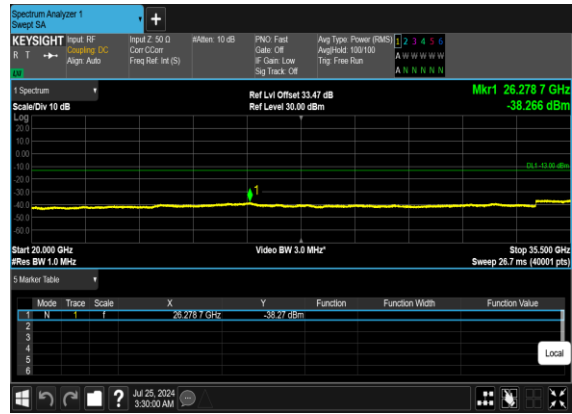 Spectrum Analyzer 1
Swept SA
KEYSIGHT Input: RF Input Z: 50 Ω #Atten: 10 dB PNO: Fast Avg Type: Power (RMS) 1 2 3 4 5 6
R T Coupling: DC Corr CCorr Gate: Off Avg|Hold: 100/100 A W W W W W
Align: Auto Freq Ref: Int (S) IF Gain: Low Trig: Free Run
Sig Track: Off A N N N N N
1 Spectrum Ref Lvl Offset 33.47 dB Mkr1 26.278 7 GHz
Scale/Div 10 dB Ref Level 30.00 dBm -38.266 dBm
Log
20.0
10.0
0.00
-10.0 DL1 -13.00 dBm
-20.0
-30.0 1
-40.0
-50.0
-60.0
Start 20.000 GHz Video BW 3.0 MHz* Stop 35.500 GHz
#Res BW 1.0 MHz Sweep 26.7 ms (40001 pts)
5 Marker Table
Mode Trace Scale X Y Function Function Width Function Value
1 N 1 f 26.278 7 GHz -38.27 dBm
2
3
4
5
6
Local
? Jul 25, 2024
3:30:00 AM